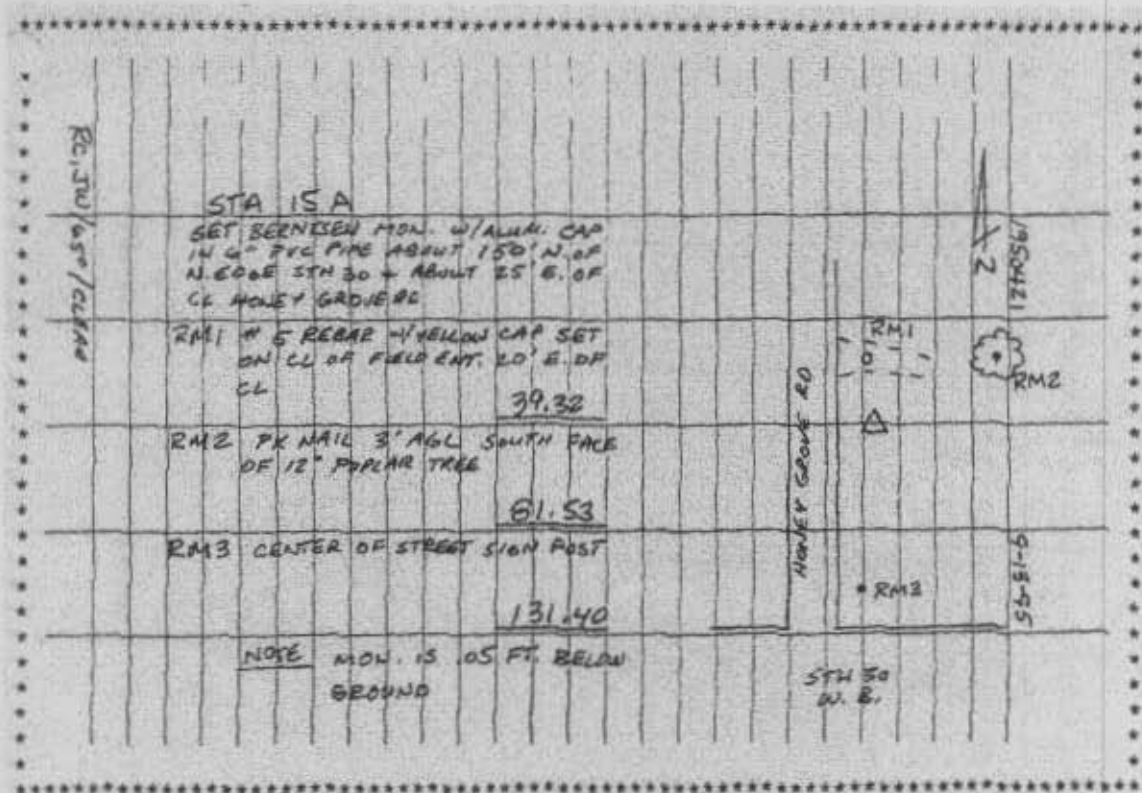 STA 15 A
SET BERNTSEN MON. W/ALUM. CAP
IN 6" PVC PIPE ABOUT 150' N. OF
N. EDGE STH 30 + ABOUT 25' E. OF
CL HONEY GROVE RD
RM1 # 5 REBAR W/YELLOW CAP SET
ON CL OF FIELD ENT. 20' E. OF
CL
39.32
RM2 PK NAIL 3' AGL SOUTH FACE
OF 12" POPLAR TREE
81.53
RM3 CENTER OF STREET SIGN POST
131.40
NOTE MON. IS .05 FT. BELOW
GROUND
RC, JW/65°/CLEAR
N
RM1
RM2
HONEY GROVE RD
RM3
STH 30
W. B.